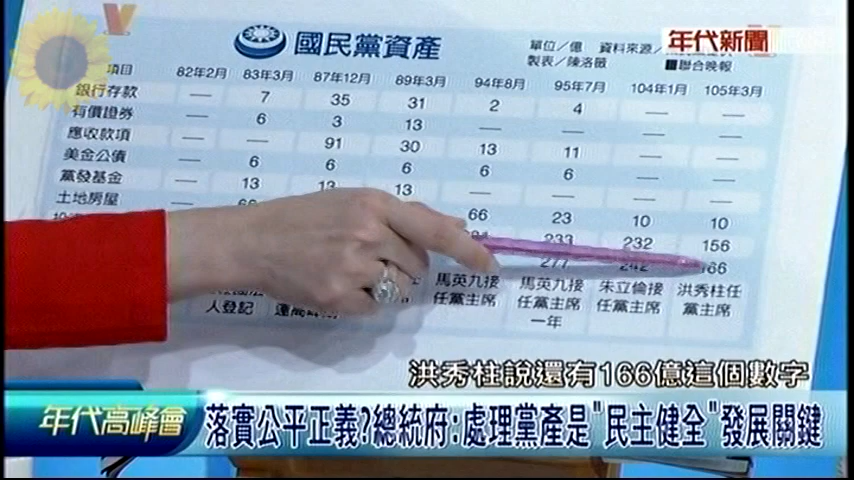 國民黨資產
單位/億 資料來源/
製表/陳洛薇 ■聯合晚報
年代新聞
項目 82年2月 83年3月 87年12月 89年3月 94年8月 95年7月 104年1月 105年3月
銀行存款 — 7 35 31 2 4 — —
有價證券 — 6 3 13 — — — —
應收款項 — — 91 30 13 11 — —
美金公債 — 6 6 6 6 6 — —
黨發基金 — 13 13 13 — — — —
土地房屋 66 23 10 10
233 232 156
277 242 166
人登記
馬英九接任黨主席
馬英九接任黨主席一年
朱立倫接任黨主席
洪秀柱任黨主席
洪秀柱說還有166億這個數字
年代高峰會
落實公平正義?總統府:處理黨產是"民主健全"發展關鍵